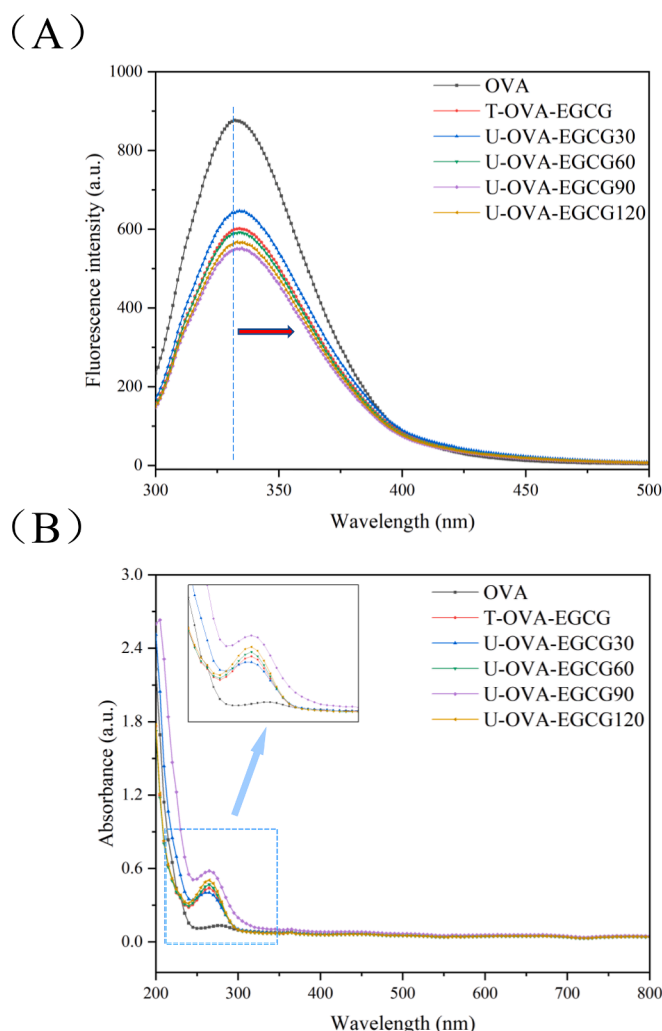 （A）
1000
800
600
400
200
0
Fluorescence intensity (a.u.)
OVA
T-OVA-EGCG
U-OVA-EGCG30
U-OVA-EGCG60
U-OVA-EGCG90
U-OVA-EGCG120
300 350 400 450 500
Wavelength (nm)
（B）
3.0
2.4
1.8
1.2
0.6
0.0
Absorbance (a.u.)
OVA
T-OVA-EGCG
U-OVA-EGCG30
U-OVA-EGCG60
U-OVA-EGCG90
U-OVA-EGCG120
200 300 400 500 600 700 800
Wavelength (nm)